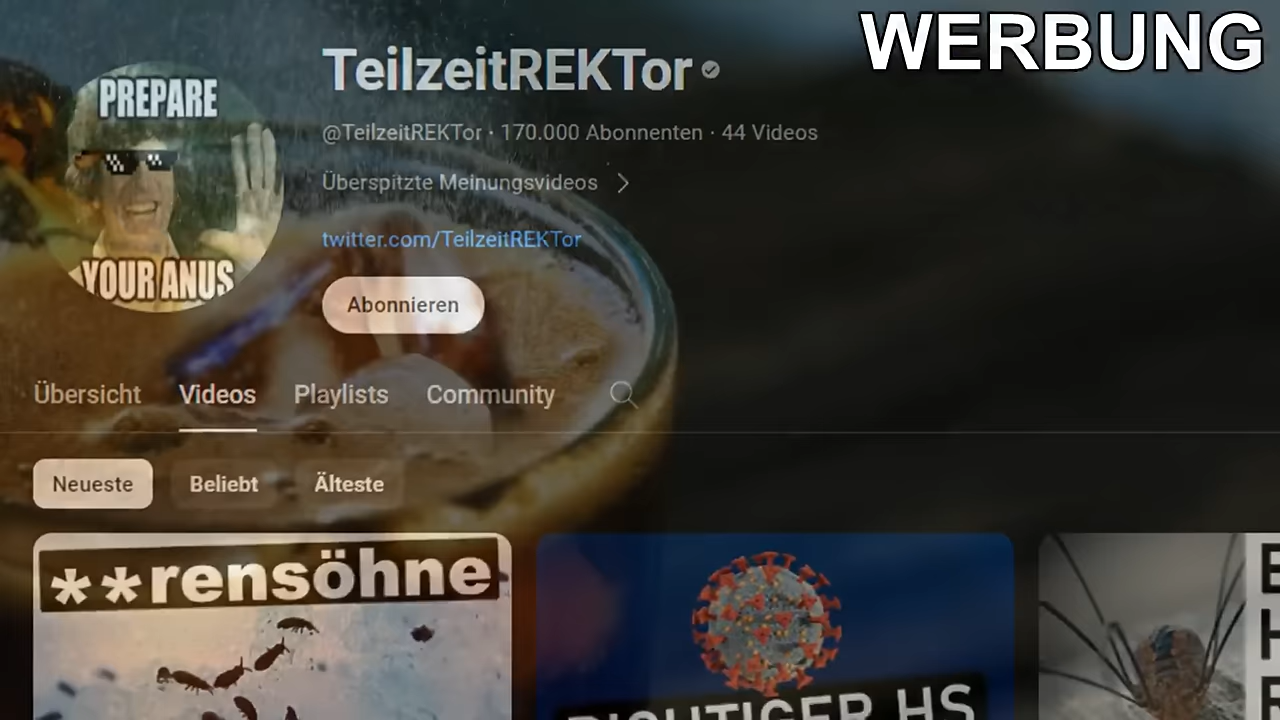 WERBUNG
PREPARE
YOUR ANUS
TeilzeitREKTor
@TeilzeitREKTor · 170.000 Abonnenten · 44 Videos
Überspitzte Meinungsvideos
twitter.com/TeilzeitREKTor
Abonnieren
Übersicht Videos Playlists Community
Neueste Beliebt Älteste
**rensöhne
HS